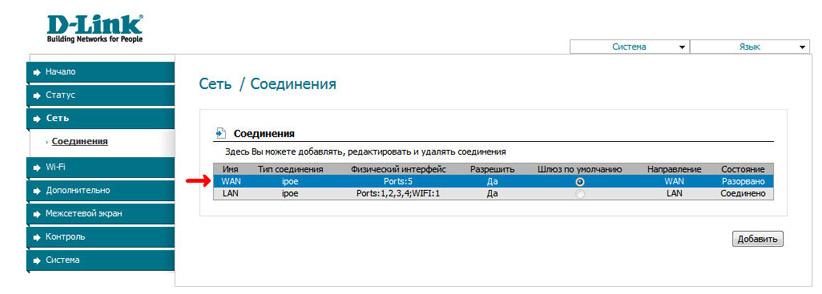 D-Link
Building Networks for People
Система Язык
Начало
Статус
Сеть
Соединения
Wi-Fi
Дополнительно
Межсетевой экран
Контроль
Система
Сеть / Соединения
Соединения
Здесь Вы можете добавлять, редактировать и удалять соединения
Имя Тип соединения Физический интерфейс Разрешить Шлюз по умолчанию Направление Состояние
WAN ipoe Ports:5 Да WAN Разорвано
LAN ipoe Ports:1,2,3,4;WIFI:1 Да LAN Соединено
Добавить